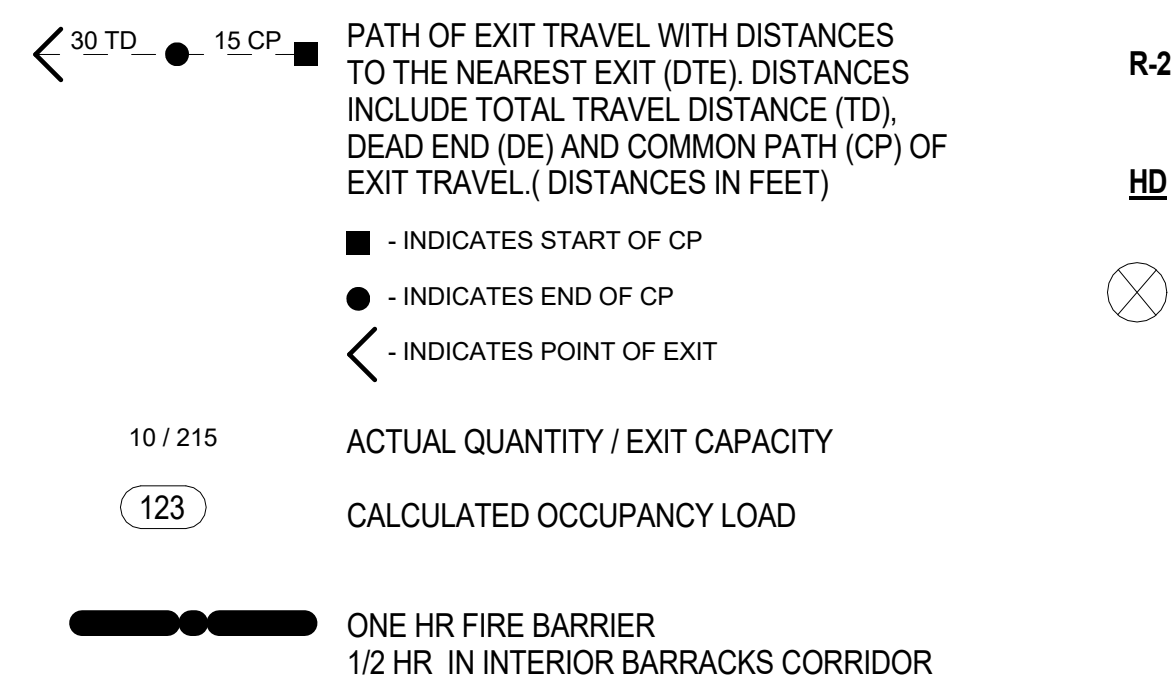 30 TD 15 CP
PATH OF EXIT TRAVEL WITH DISTANCES
TO THE NEAREST EXIT (DTE). DISTANCES
INCLUDE TOTAL TRAVEL DISTANCE (TD),
DEAD END (DE) AND COMMON PATH (CP) OF
EXIT TRAVEL.( DISTANCES IN FEET)
- INDICATES START OF CP
- INDICATES END OF CP
- INDICATES POINT OF EXIT
10 / 215 ACTUAL QUANTITY / EXIT CAPACITY
123 CALCULATED OCCUPANCY LOAD
ONE HR FIRE BARRIER
1/2 HR IN INTERIOR BARRACKS CORRIDOR
R-2
HD